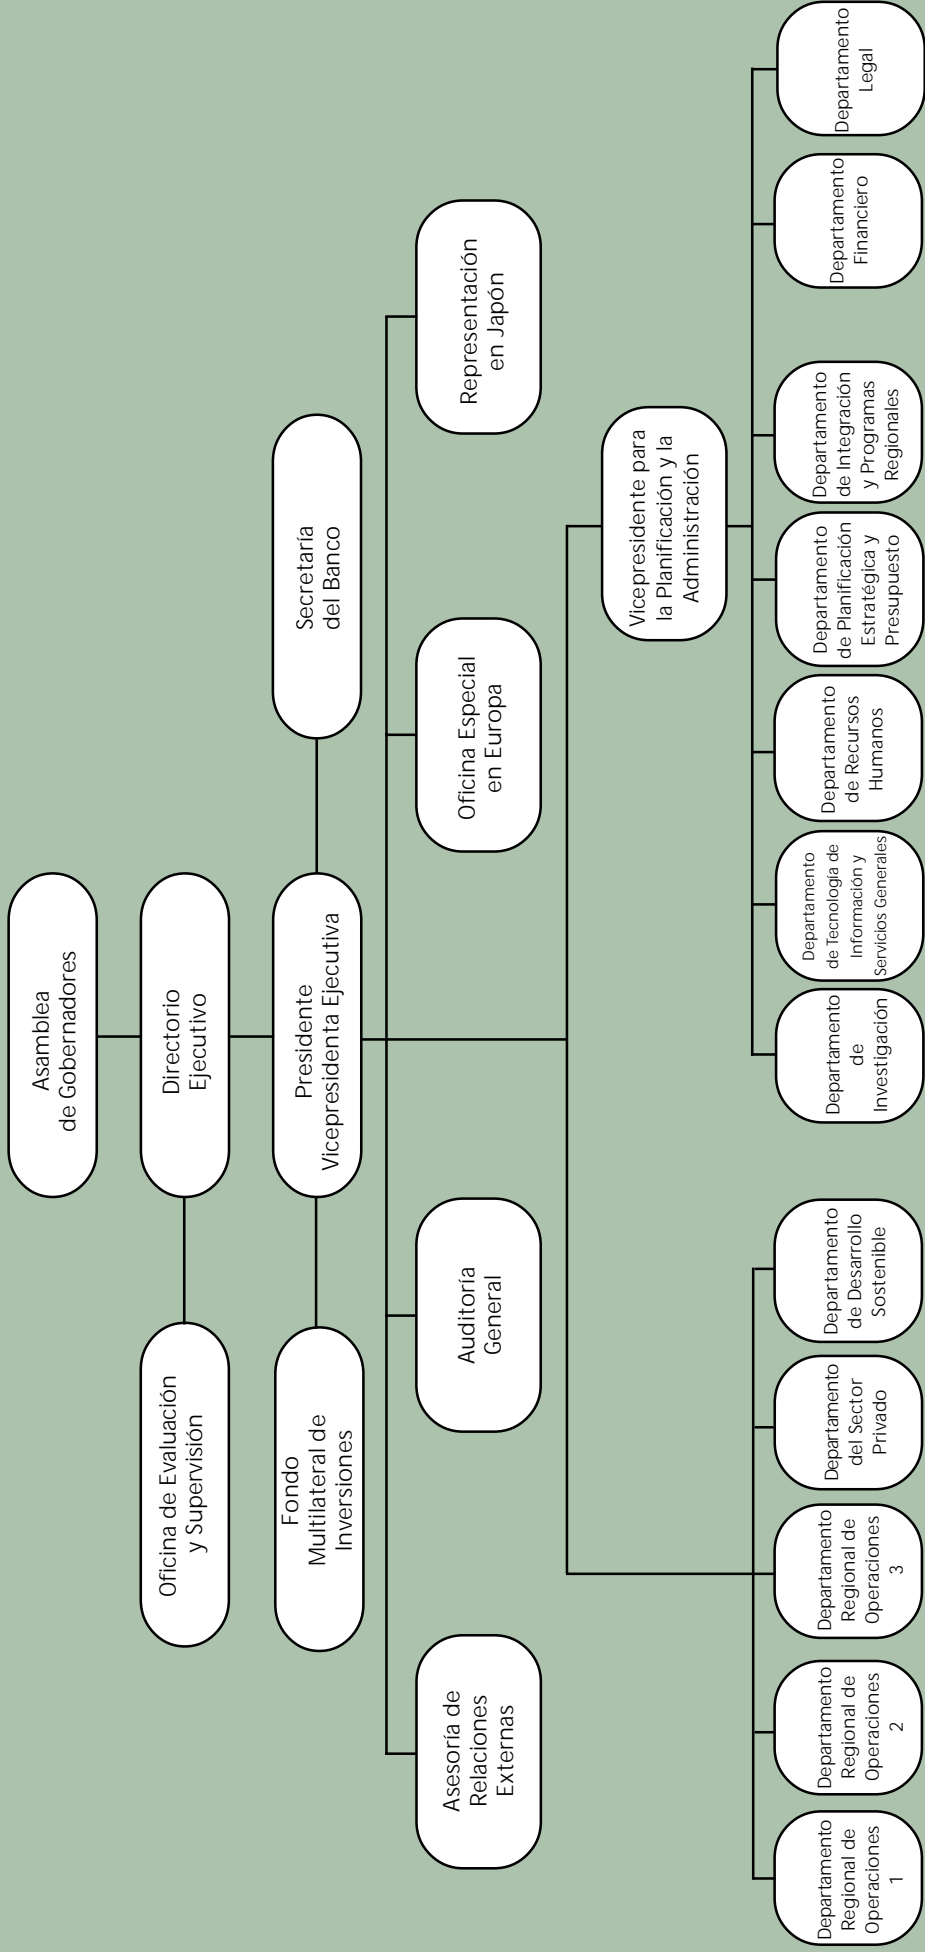 Asamblea
de Gobernadores
Oficina de Evaluación
y Supervisión
Directorio
Ejecutivo
Fondo
Multilateral de
Inversiones
Presidente
Vicepresidenta Ejecutiva
Secretaría
del Banco
Asesoría de
Relaciones
Externas
Auditoría
General
Oficina Especial
en Europa
Representación
en Japón
Vicepresidente para
la Planificación y la
Administración
Departamento
Regional de
Operaciones
1
Departamento
Regional de
Operaciones
2
Departamento
Regional de
Operaciones
3
Departamento
del Sector
Privado
Departamento
de Desarrollo
Sostenible
Departamento
de
Investigación
Departamento
de Tecnología de
Información y
Servicios Generales
Departamento
de Recursos
Humanos
Departamento
de Planificación
Estratégica y
Presupuesto
Departamento
de Integración
y Programas
Regionales
Departamento
Financiero
Departamento
Legal